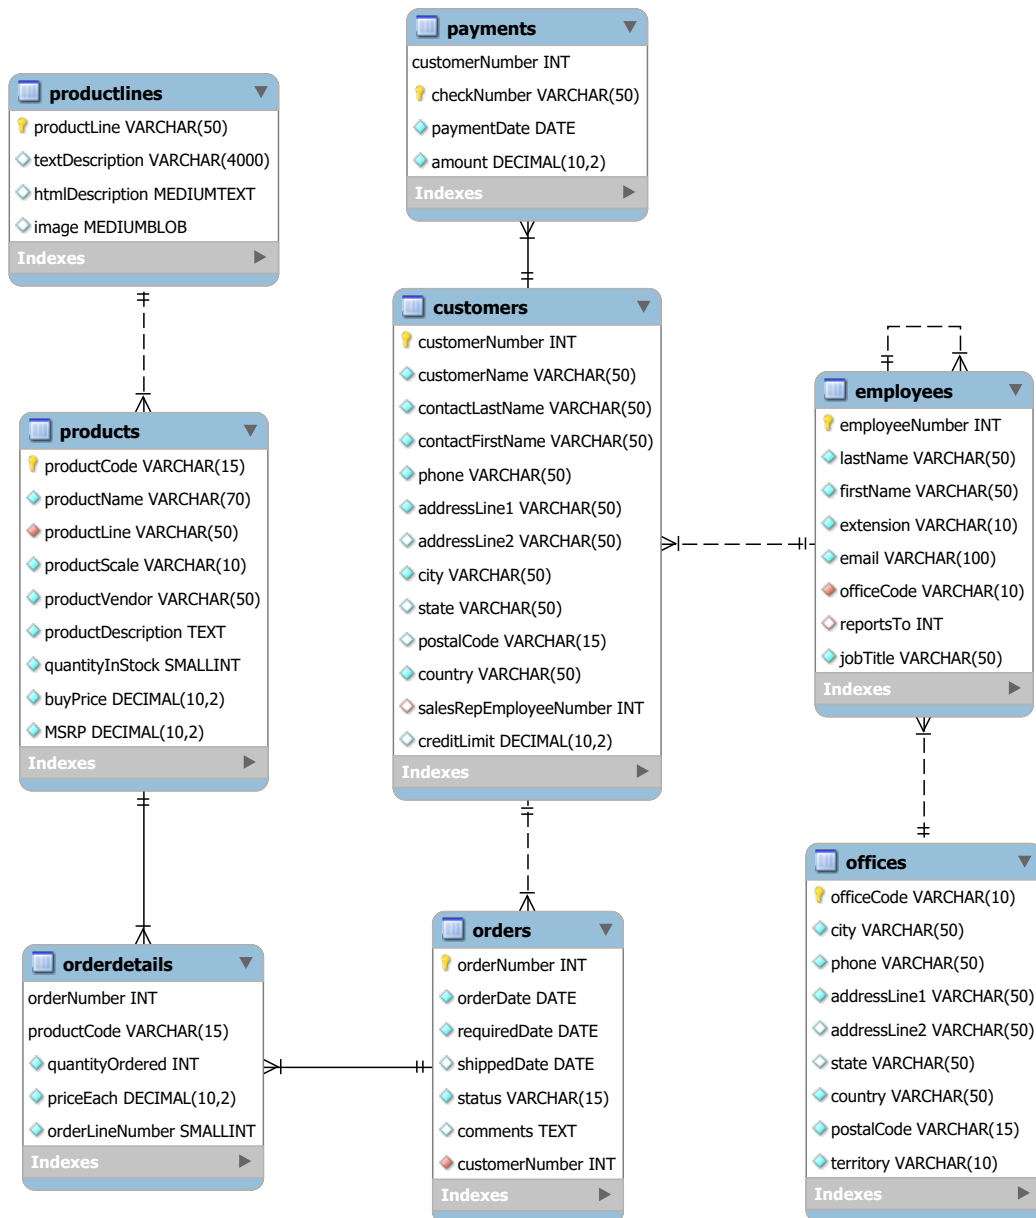 payments
customerNumber INT
checkNumber VARCHAR(50)
paymentDate DATE
amount DECIMAL(10,2)
Indexes
productlines
productLine VARCHAR(50)
textDescription VARCHAR(4000)
htmlDescription MEDIUMTEXT
image MEDIUMBLOB
Indexes
customers
customerNumber INT
customerName VARCHAR(50)
contactLastName VARCHAR(50)
contactFirstName VARCHAR(50)
phone VARCHAR(50)
addressLine1 VARCHAR(50)
addressLine2 VARCHAR(50)
city VARCHAR(50)
state VARCHAR(50)
postalCode VARCHAR(15)
country VARCHAR(50)
salesRepEmployeeNumber INT
creditLimit DECIMAL(10,2)
Indexes
employees
employeeNumber INT
lastName VARCHAR(50)
firstName VARCHAR(50)
extension VARCHAR(10)
email VARCHAR(100)
officeCode VARCHAR(10)
reportsTo INT
jobTitle VARCHAR(50)
Indexes
products
productCode VARCHAR(15)
productName VARCHAR(70)
productLine VARCHAR(50)
productScale VARCHAR(10)
productVendor VARCHAR(50)
productDescription TEXT
quantityInStock SMALLINT
buyPrice DECIMAL(10,2)
MSRP DECIMAL(10,2)
Indexes
offices
officeCode VARCHAR(10)
city VARCHAR(50)
phone VARCHAR(50)
addressLine1 VARCHAR(50)
addressLine2 VARCHAR(50)
state VARCHAR(50)
country VARCHAR(50)
postalCode VARCHAR(15)
territory VARCHAR(10)
Indexes
orders
orderNumber INT
orderDate DATE
requiredDate DATE
shippedDate DATE
status VARCHAR(15)
comments TEXT
customerNumber INT
Indexes
orderdetails
orderNumber INT
productCode VARCHAR(15)
quantityOrdered INT
priceEach DECIMAL(10,2)
orderLineNumber SMALLINT
Indexes